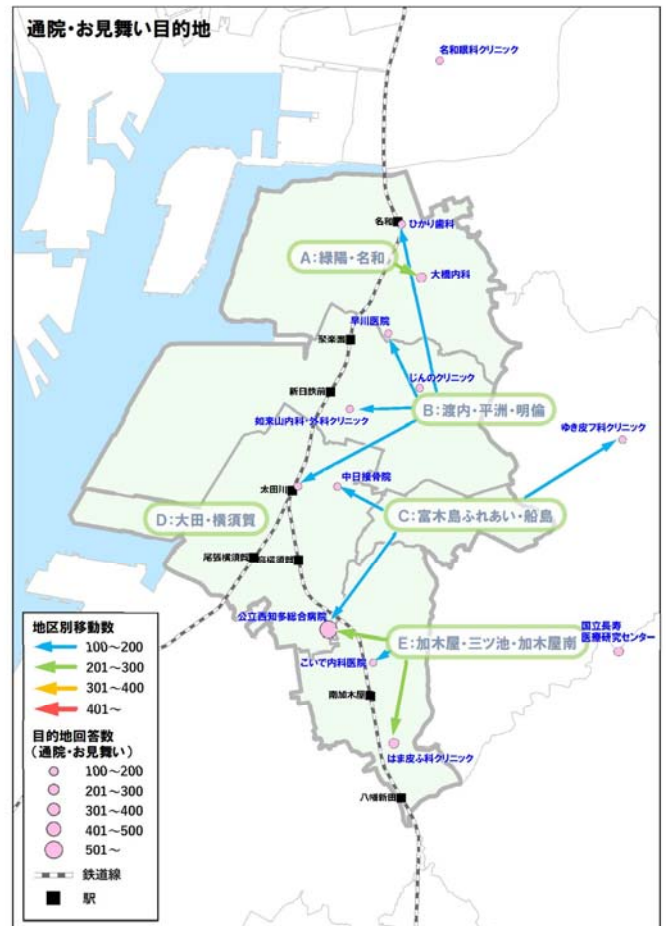 通院・お見舞い目的地
名和眼科クリニック
名和
ひかり歯科
A：緑陽・名和
大橋内科
早川医院
聚楽園
じんのクリニック
新日鉄前
如来山内科・外科クリニック
B：渡内・平洲・明倫
ゆき皮フ科クリニック
太田川
中日接骨院
D：大田・横須賀
C：富木島ふれあい・船島
尾張横須賀
高横須賀
公立西知多総合病院
E：加木屋・三ツ池・加木屋南
国立長寿
医療研究センター
こいで内科医院
南加木屋
はま皮ふ科クリニック
八幡新田
地区別移動数
100～200
201～300
301～400
401～
目的地回答数
（通院・お見舞い）
100～200
201～300
301～400
401～500
501～
鉄道線
駅